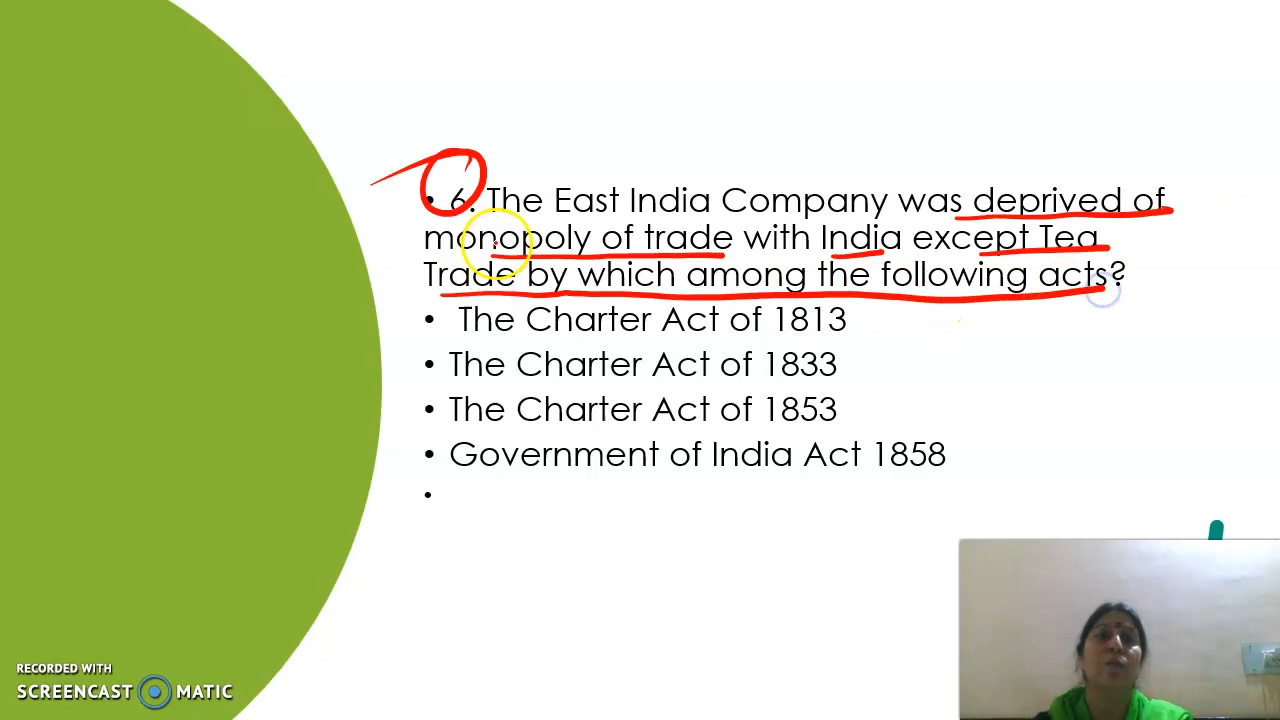 • 6. The East India Company was deprived of
monopoly of trade with India except Tea
Trade by which among the following acts?
• The Charter Act of 1813
• The Charter Act of 1833
• The Charter Act of 1853
• Government of India Act 1858
•
RECORDED WITH
SCREENCAST MATIC